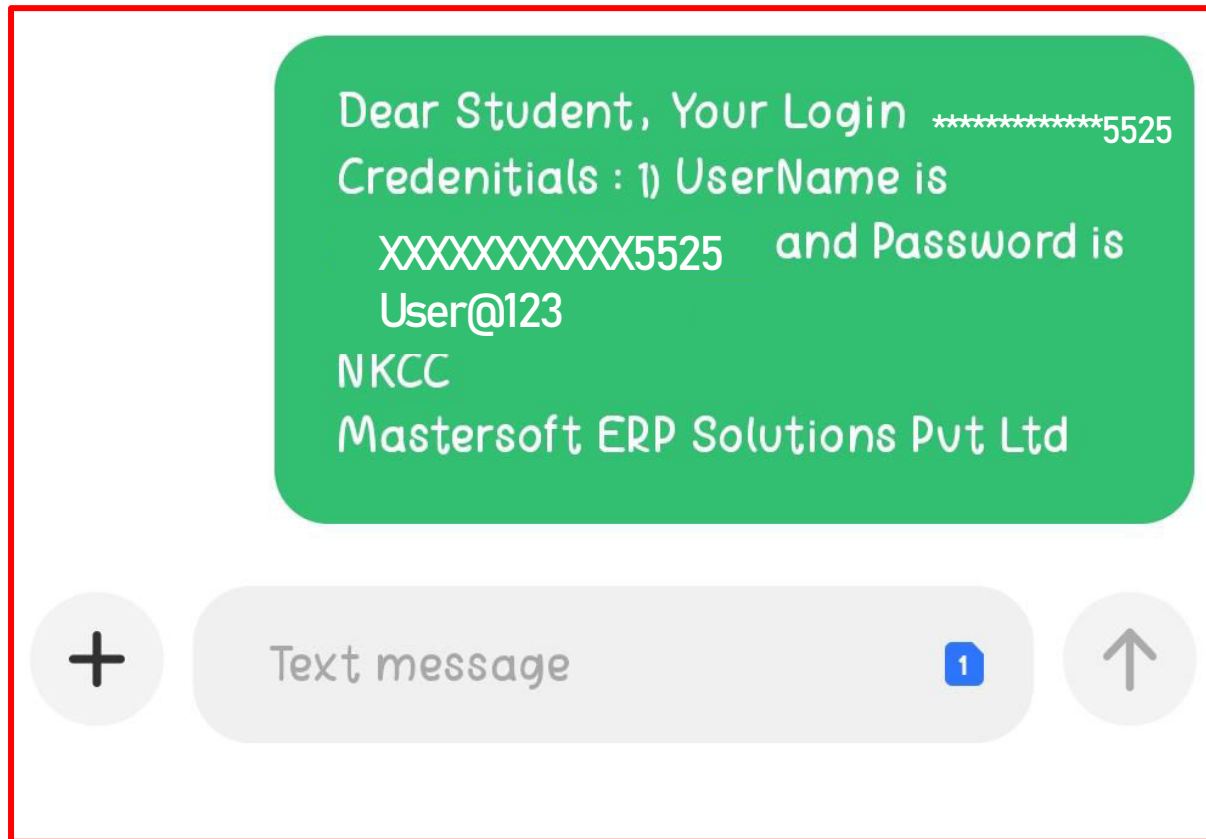 Dear Student, Your Login *************5525
Credenitials : 1) UserName is
XXXXXXXXXXX5525 and Password is
User@123
NKCC
Mastersoft ERP Solutions Pvt Ltd
Text message
1